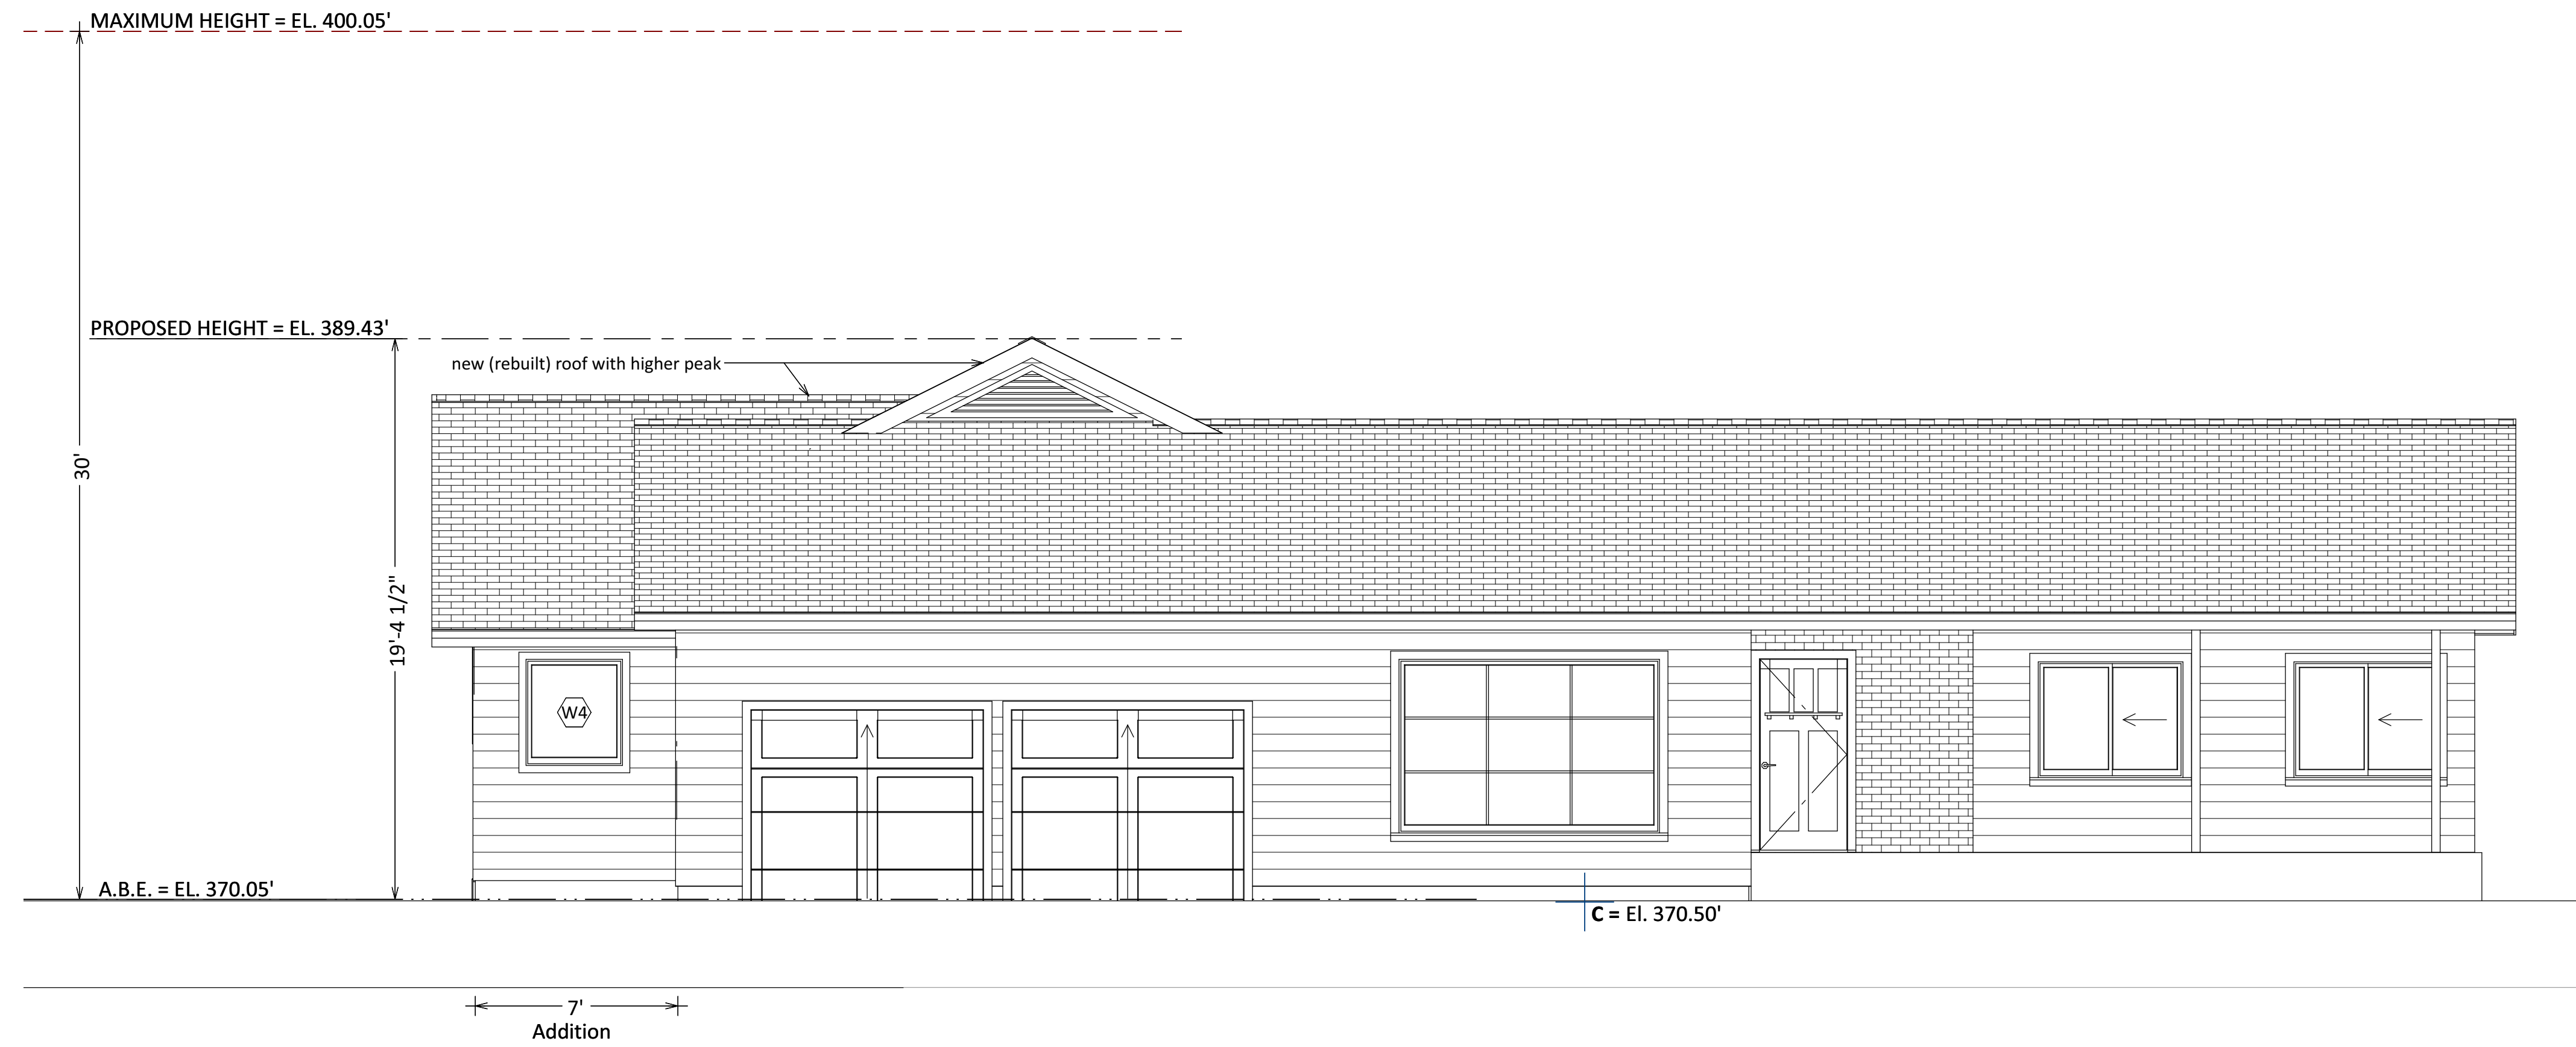 MAXIMUM HEIGHT = EL. 400.05'
PROPOSED HEIGHT = EL. 389.43'
new (rebuilt) roof with higher peak
30'
19'-4 1/2"
W4
A.B.E. = EL. 370.05'
C = El. 370.50'
7'
Addition